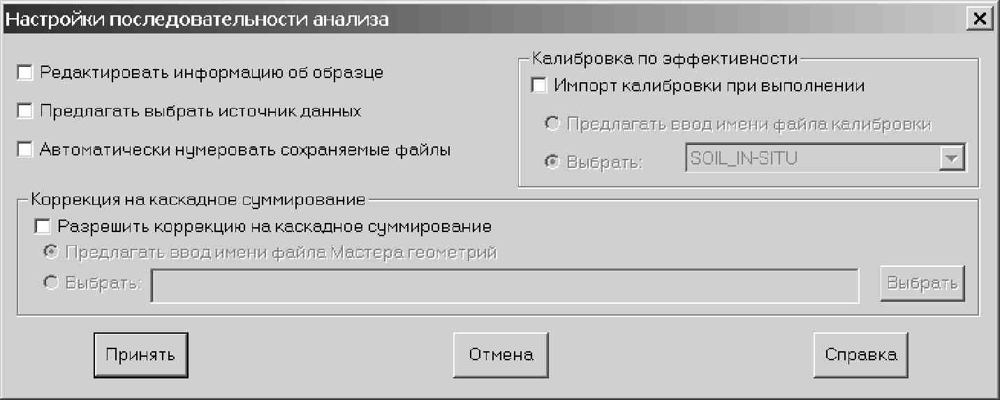 Настройки последовательности анализа
Редактировать информацию об образце
Предлагать выбрать источник данных
Автоматически нумеровать сохраняемые файлы
Калибровка по эффективности
Импорт калибровки при выполнении
Предлагать ввод имени файла калибровки
Выбрать: SOIL_IN-SITU
Коррекция на каскадное суммирование
Разрешить коррекцию на каскадное суммирование
Предлагать ввод имени файла Мастера геометрий
Выбрать: Выбрать
Принять Отмена Справка